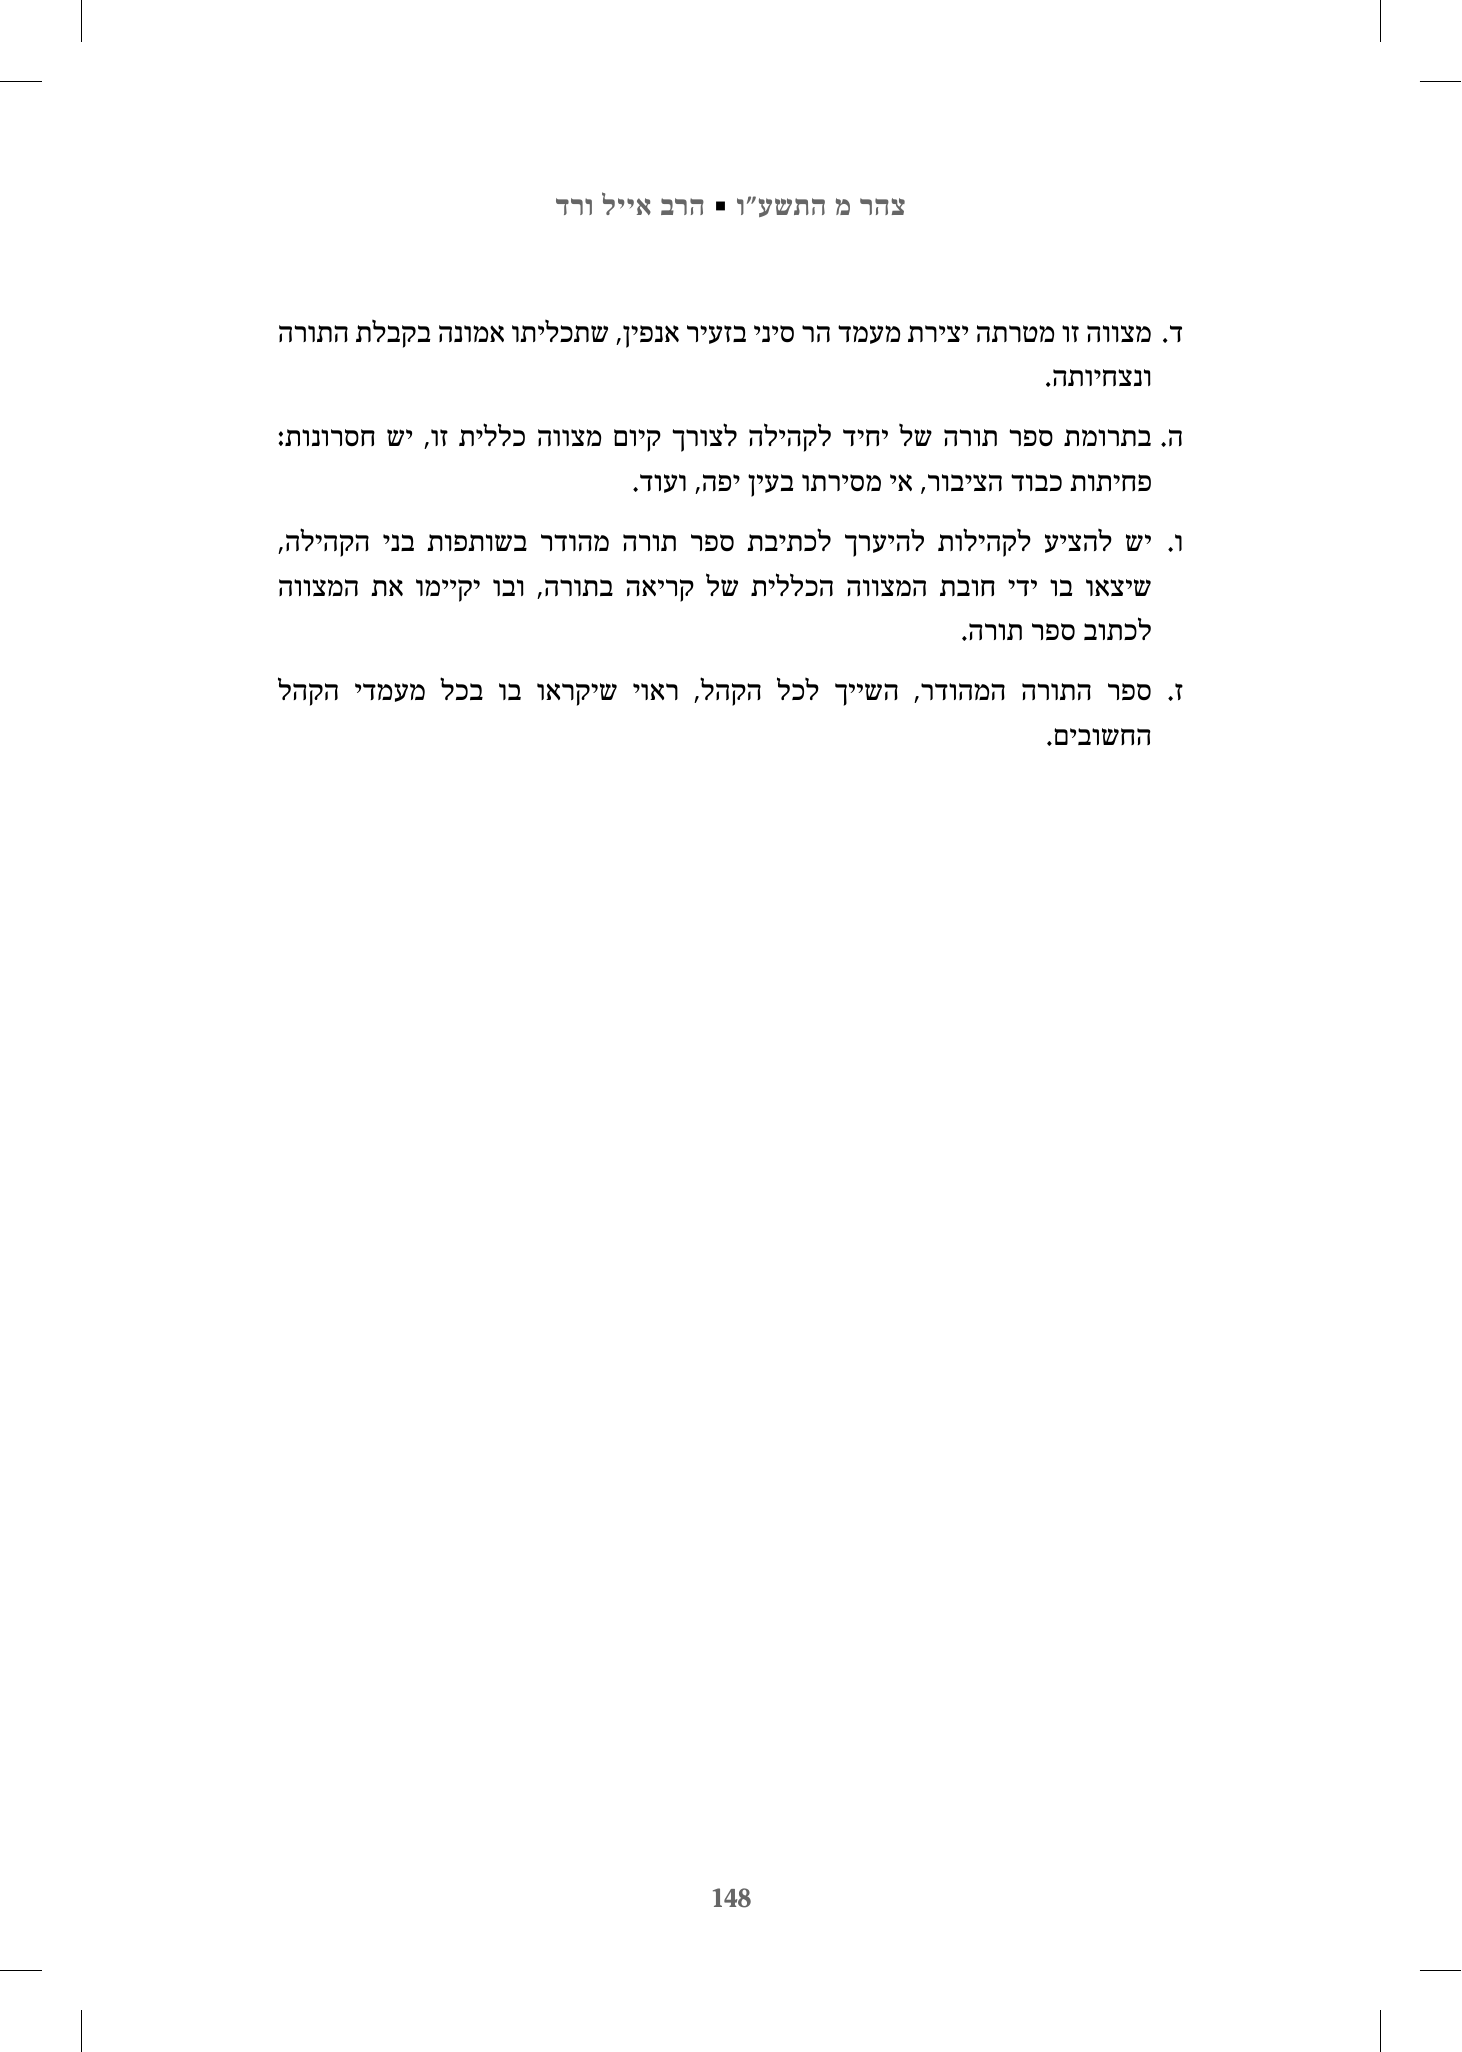 צהר מ התשע"ו ▪ הרב אייל ורד
ד. מצווה זו מטרתה יצירת מעמד הר סיני בזעיר אנפין, שתכליתו אמונה בקבלת התורה
ונצחיותה.
ה. בתרומת ספר תורה של יחיד לקהילה לצורך קיום מצווה כללית זו, יש חסרונות:
פחיתות כבוד הציבור, אי מסירתו בעין יפה, ועוד.
ו. יש להציע לקהילות להיערך לכתיבת ספר תורה מהודר בשותפות בני הקהילה,
שיצאו בו ידי חובת המצווה הכללית של קריאה בתורה, ובו יקיימו את המצווה
לכתוב ספר תורה.
ז. ספר התורה המהודר, השייך לכל הקהל, ראוי שיקראו בו בכל מעמדי הקהל
החשובים.
148